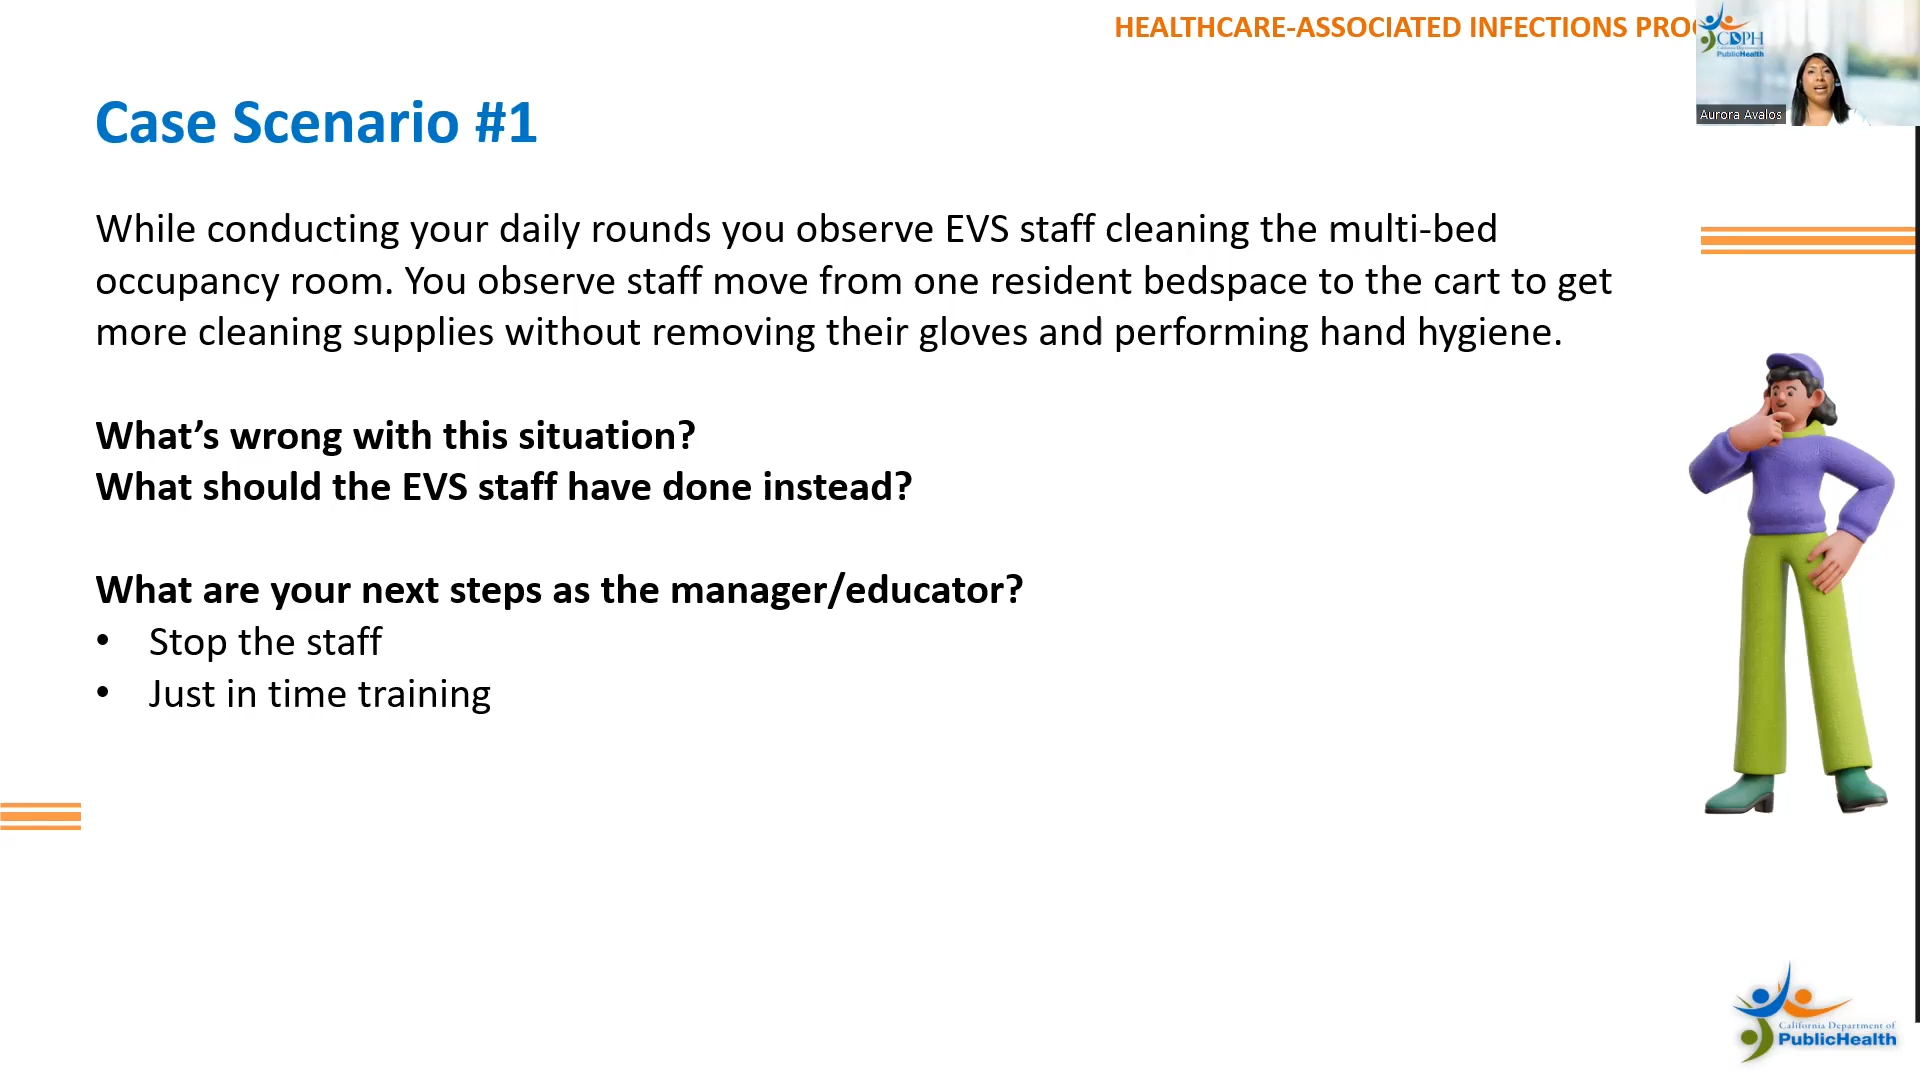 HEALTHCARE-ASSOCIATED INFECTIONS
CDPH
California Department of
PublicHealth
Aurora Avalos
Case Scenario #1
While conducting your daily rounds you observe EVS staff cleaning the multi-bed
occupancy room. You observe staff move from one resident bedspace to the cart to get
more cleaning supplies without removing their gloves and performing hand hygiene.
What’s wrong with this situation?
What should the EVS staff have done instead?
What are your next steps as the manager/educator?
• Stop the staff
• Just in time training
California Department of
PublicHealth